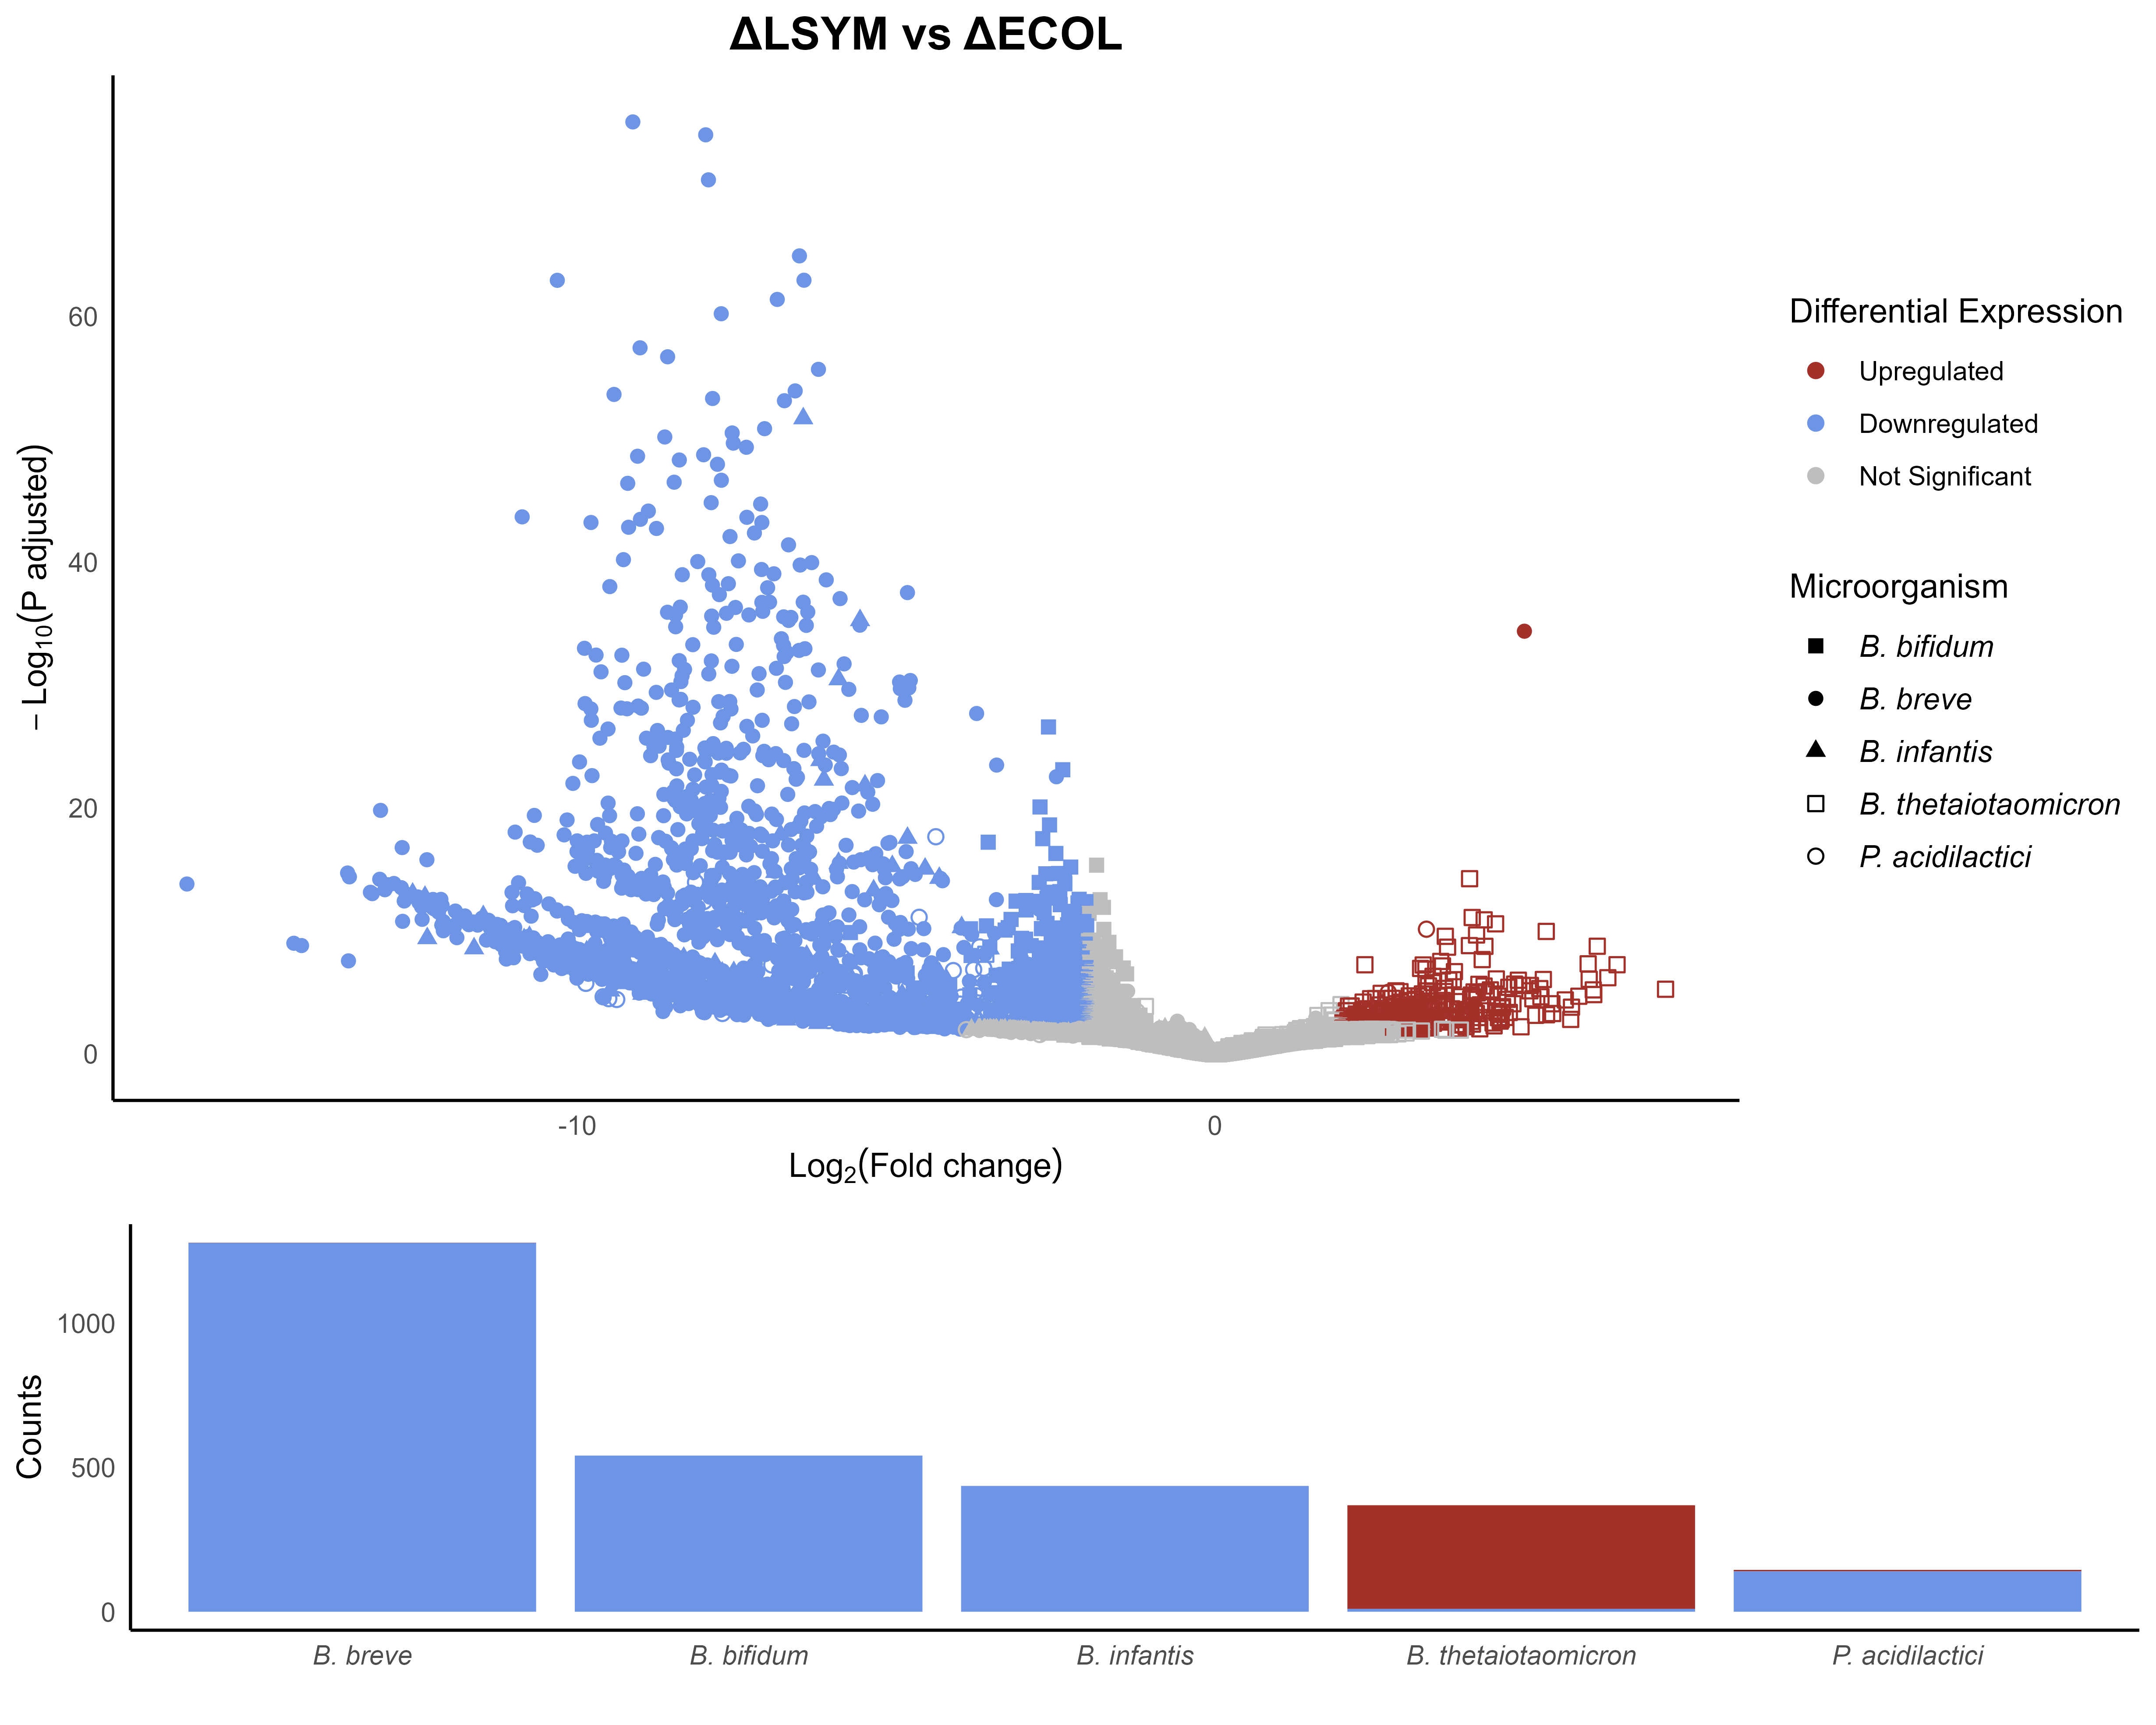 ΔLSYM vs ΔECOL
− Log10(P adjusted)
60
40
20
0
-10
0
Log2(Fold change)
Differential Expression
Upregulated
Downregulated
Not Significant
Microorganism
B. bifidum
B. breve
B. infantis
B. thetaiotaomicron
P. acidilactici
Counts
1000
500
0
B. breve
B. bifidum
B. infantis
B. thetaiotaomicron
P. acidilactici